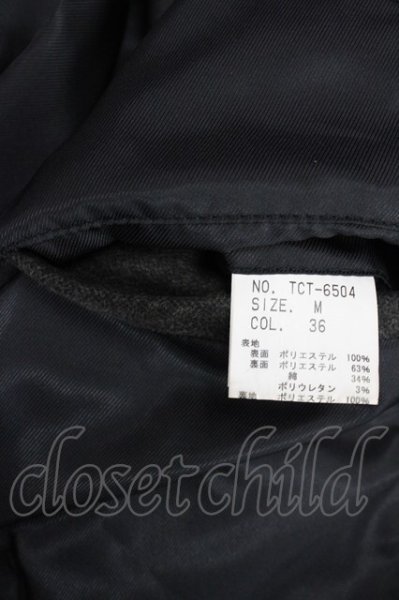 NO. TCT-6504
SIZE. M
COL. 36
表地
表面 ポリエステル 100%
裏面 ポリエステル 63%
綿 34%
ポリウレタン 3%
裏地 ポリエステル 100%
closetchild